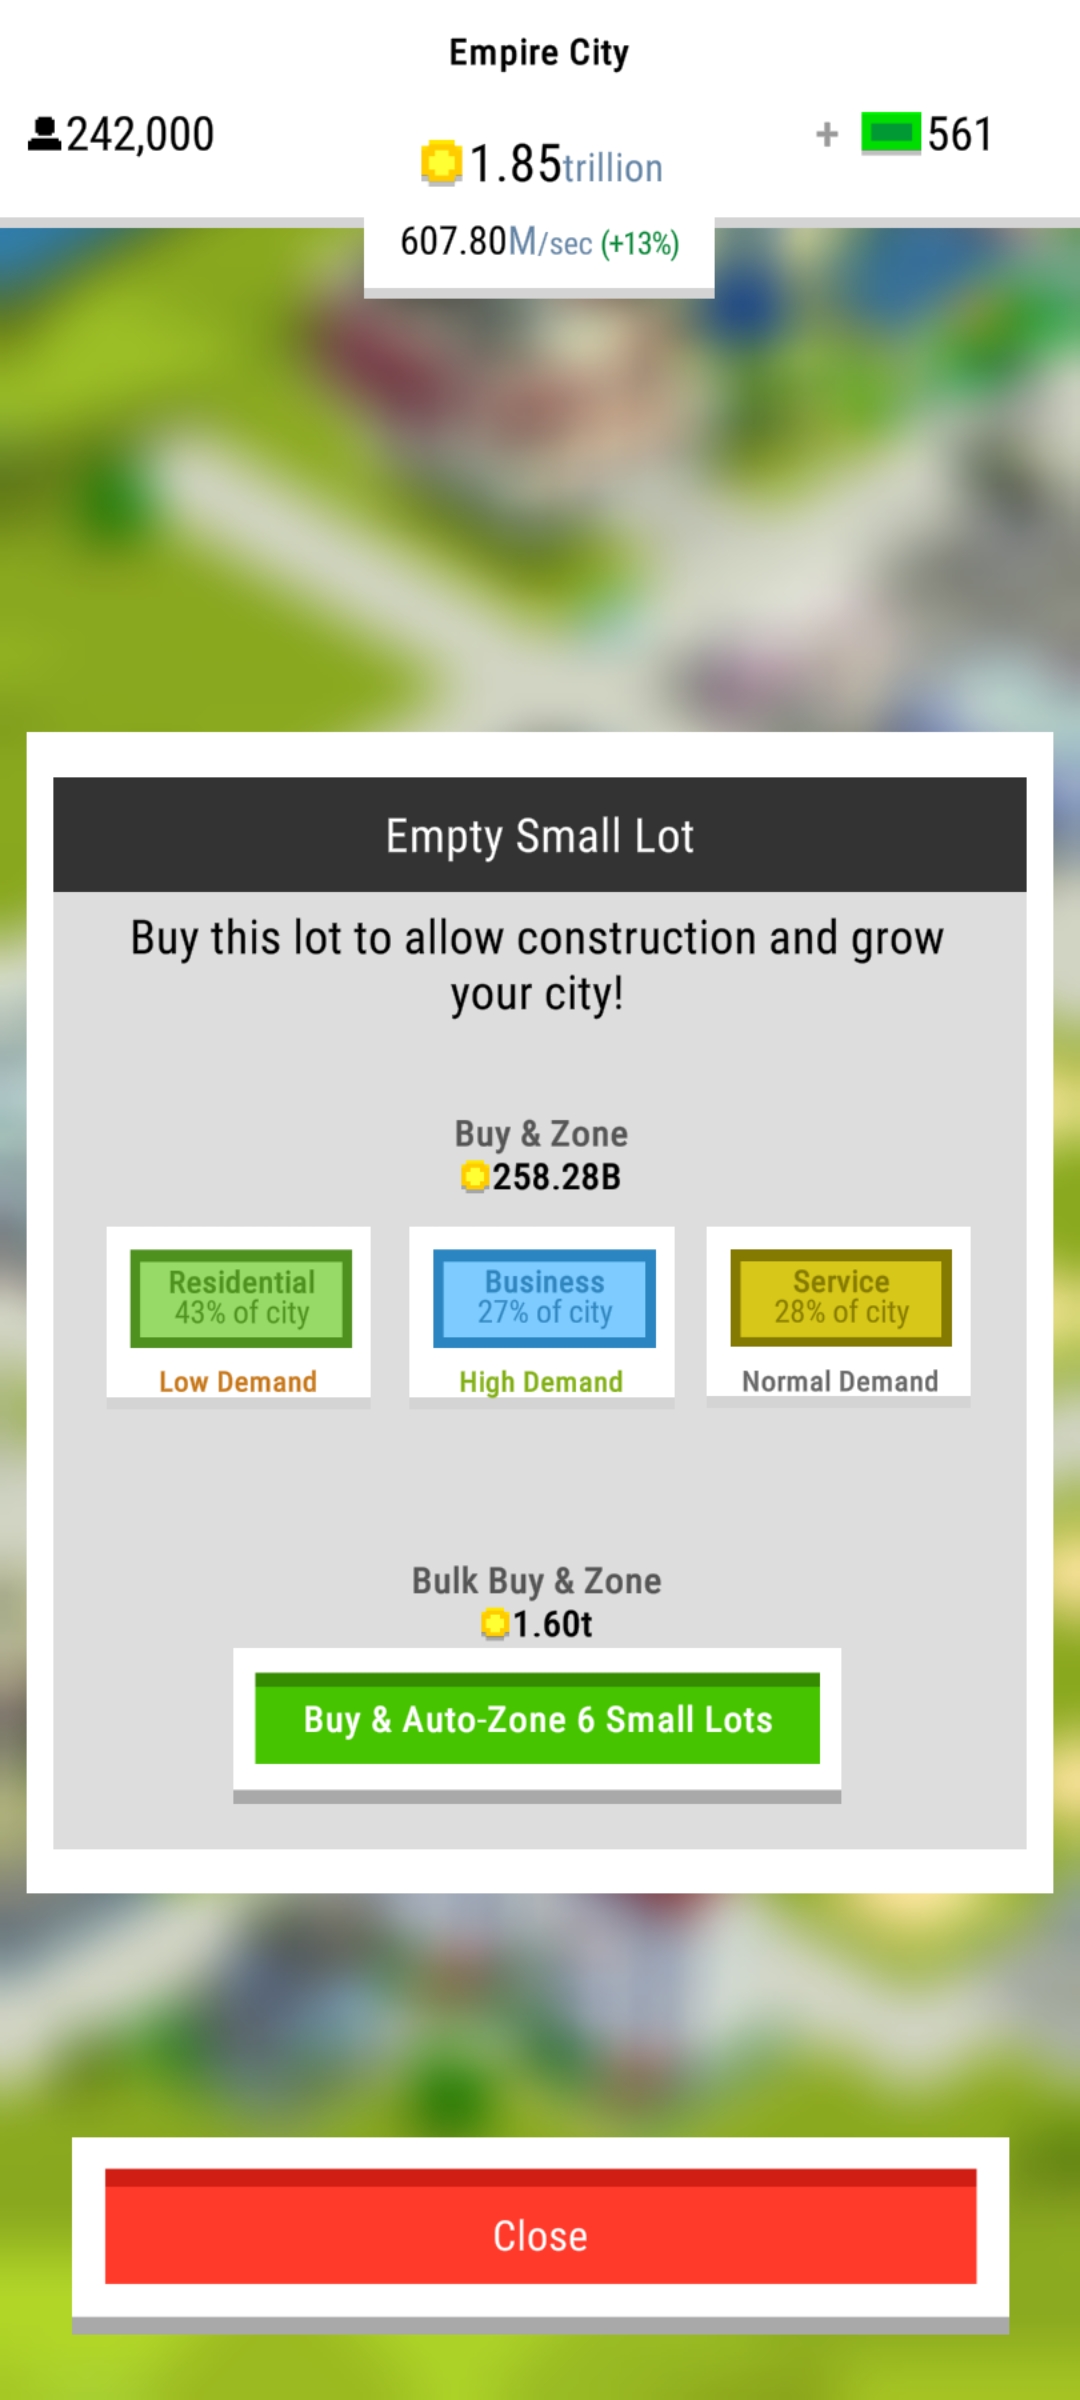 Empire City
242,000
1.85trillion
+ 561
607.80M/sec (+13%)
Empty Small Lot
Buy this lot to allow construction and grow
your city!
Buy & Zone
258.28B
Residential
43% of city
Low Demand
Business
27% of city
High Demand
Service
28% of city
Normal Demand
Bulk Buy & Zone
1.60t
Buy & Auto-Zone 6 Small Lots
Close